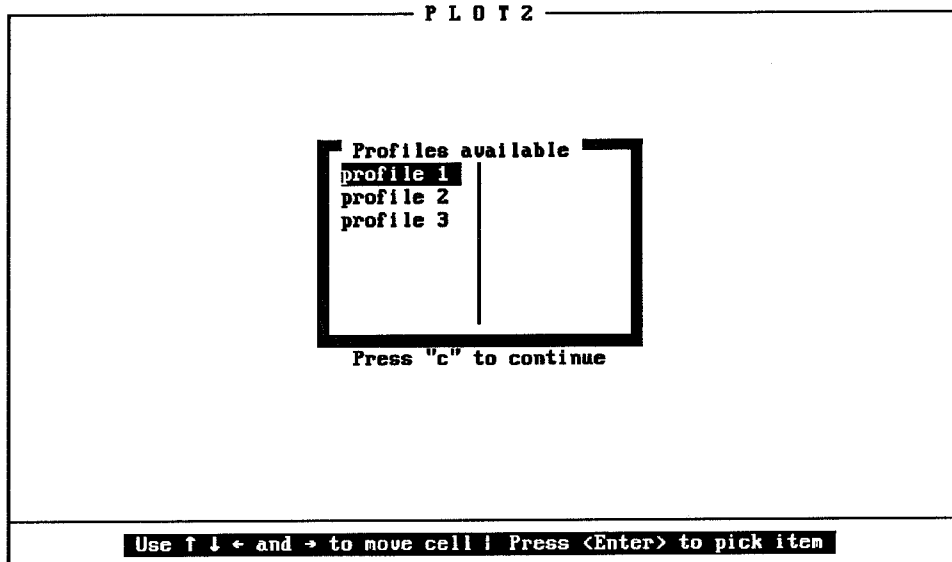 P L O T 2
Profiles available
profile 1
profile 2
profile 3
Press "c" to continue
Use ↑ ↓ ← and → to move cell | Press <Enter> to pick item